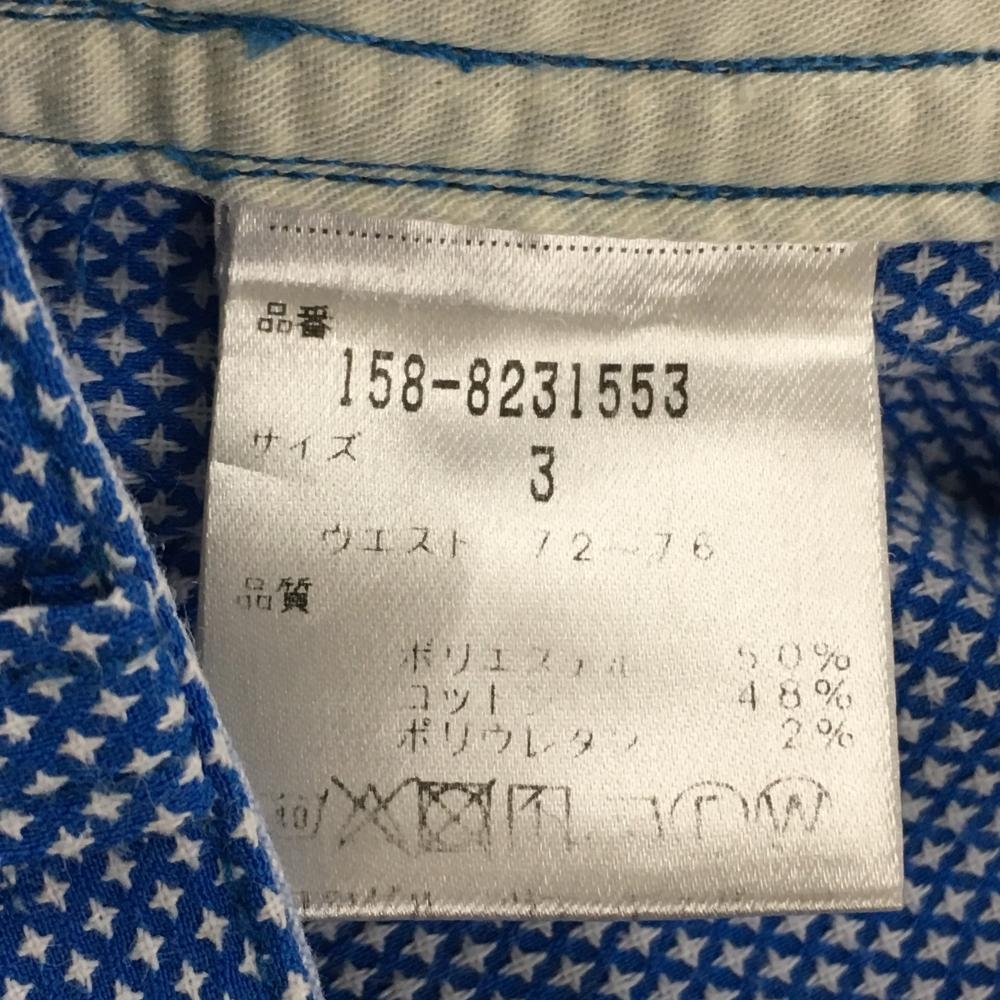 品番
158-8231553
サイズ
3
ウエスト 72~76
品質
ポリエステル 50%
コットン 48%
ポリウレタン 2%
40 F W